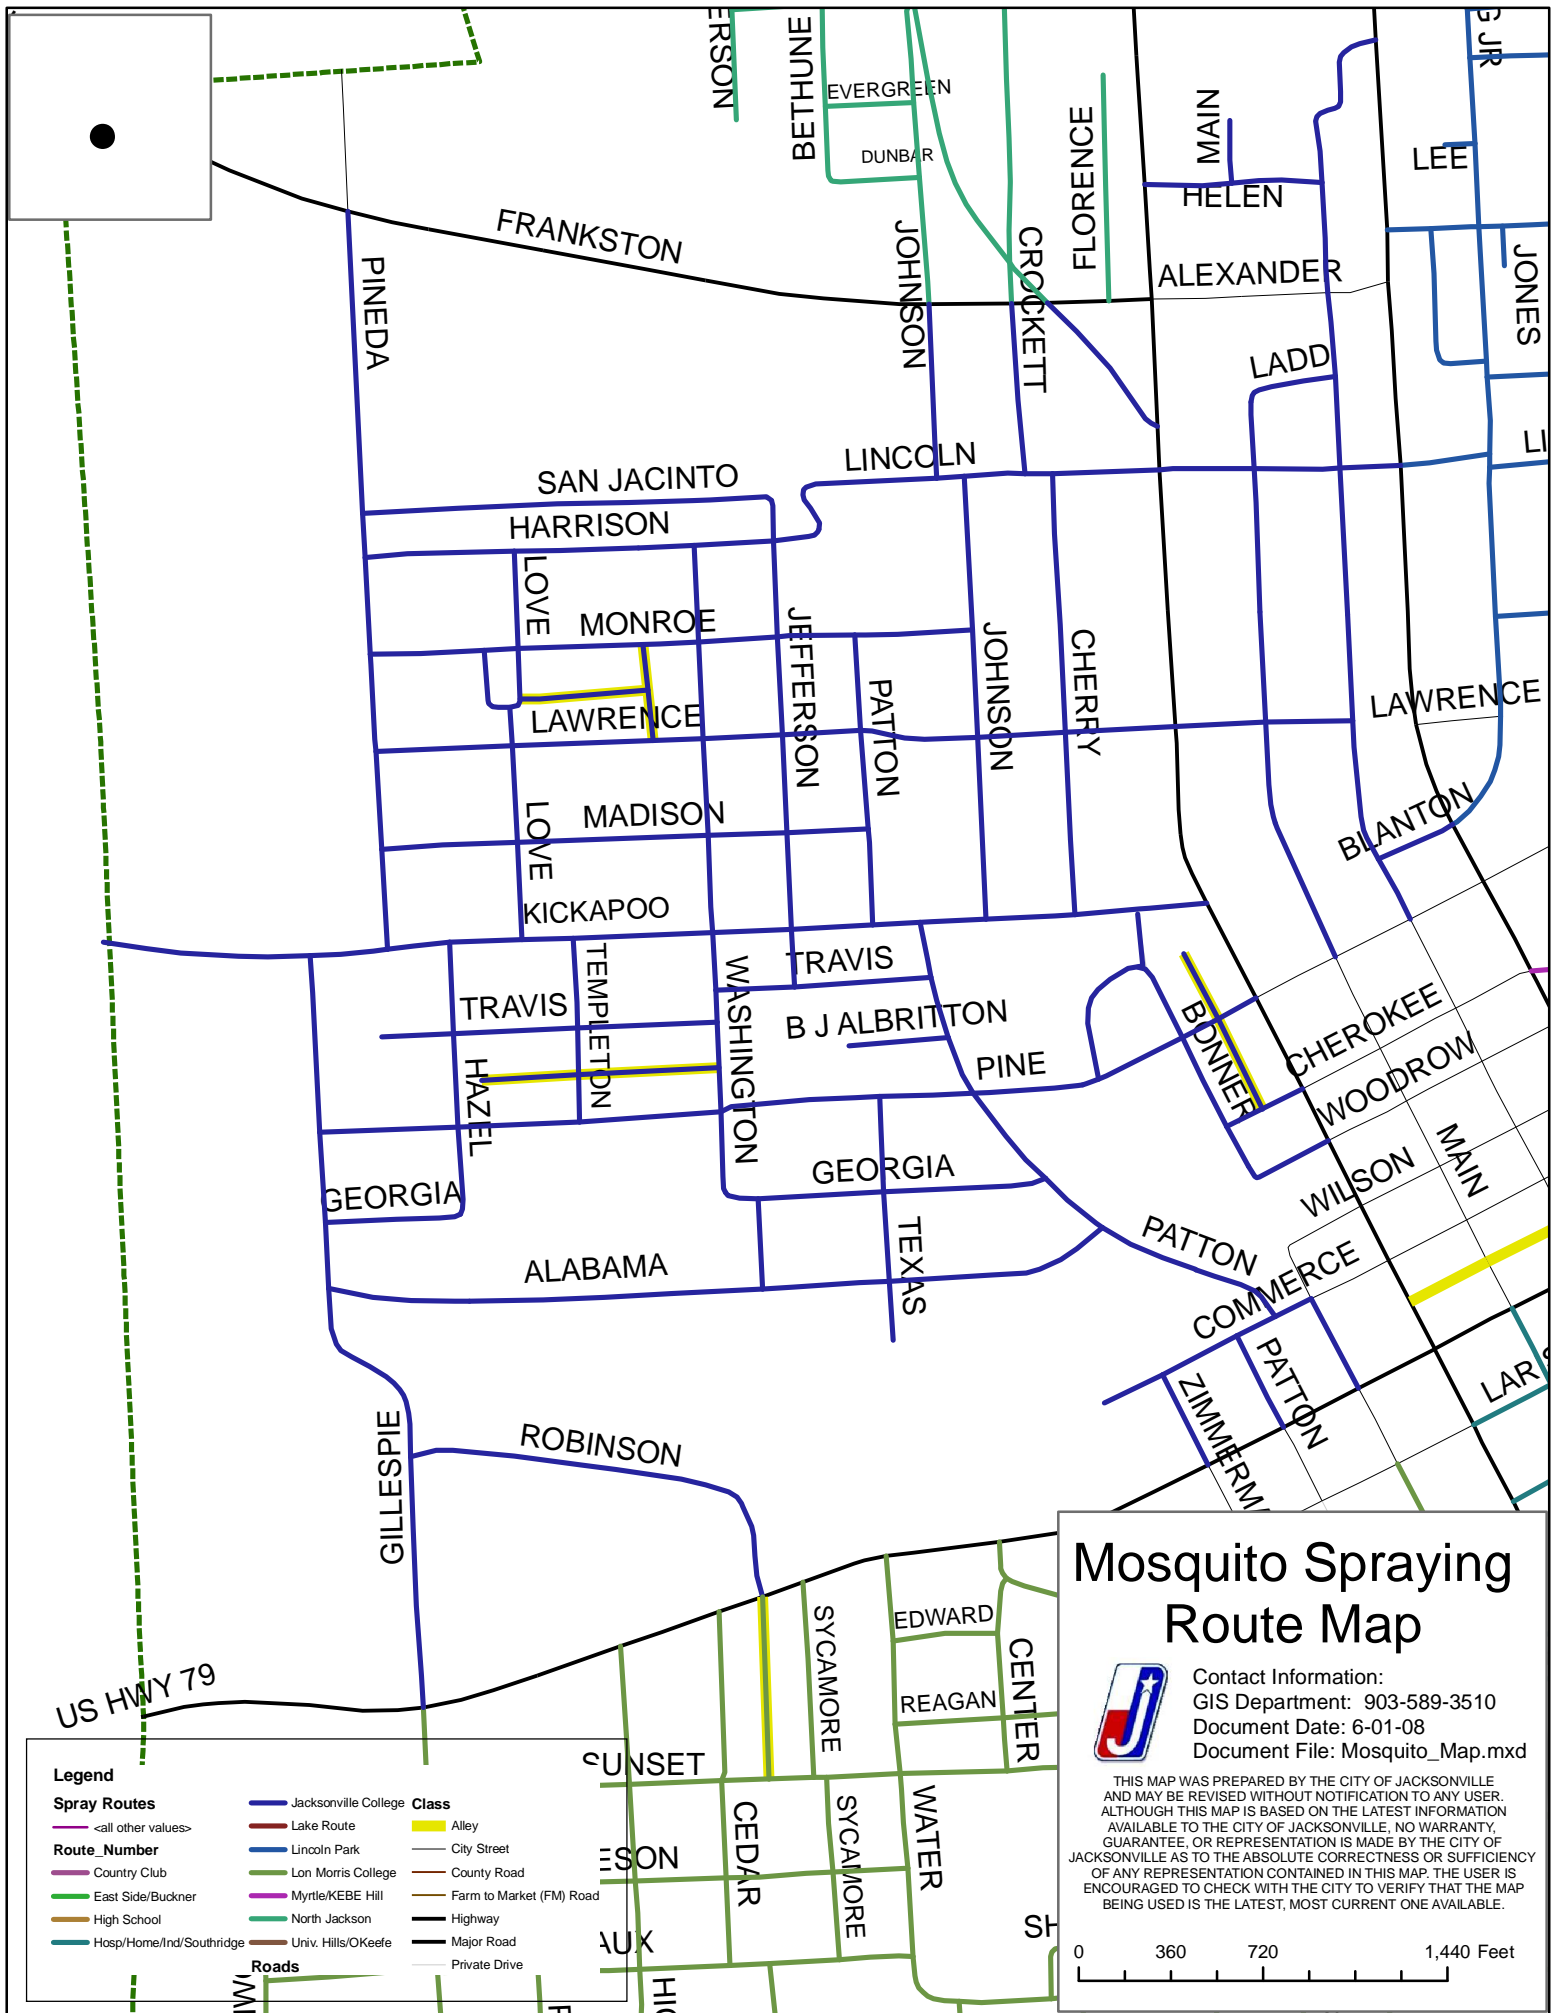 ERSON
BETHUNE
EVERGREEN
DUNBAR
FLORENCE
MAIN
HELEN
G JR
LEE
JONES
FRANKSTON
JOHNSON
CROCKETT
ALEXANDER
PINEDA
LADD
LINCOLN
LI
SAN JACINTO
HARRISON
LOVE
MONROE
JEFFERSON
PATTON
JOHNSON
CHERRY
LAWRENCE
LAWRENCE
LOVE
MADISON
BLANTON
KICKAPOO
TRAVIS
TEMPLETON
WASHINGTON
TRAVIS
B J ALBRITTON
BONNER
CHEROKEE
HAZEL
PINE
WOODROW
MAIN
GEORGIA
GEORGIA
WILSON
TEXAS
PATTON
ALABAMA
COMMERCE
PATTON
ZIMMERMA
LAR
ROBINSON
GILLESPIE
US HWY 79
SYCAMORE
EDWARD
CENTER
REAGAN
SUNSET
CEDAR
SYCAMORE
WATER
ESON
AUX
SH
HIC
Mosquito Spraying
Route Map
Contact Information:
GIS Department: 903-589-3510
Document Date: 6-01-08
Document File: Mosquito_Map.mxd
THIS MAP WAS PREPARED BY THE CITY OF JACKSONVILLE
AND MAY BE REVISED WITHOUT NOTIFICATION TO ANY USER.
ALTHOUGH THIS MAP IS BASED ON THE LATEST INFORMATION
AVAILABLE TO THE CITY OF JACKSONVILLE, NO WARRANTY,
GUARANTEE, OR REPRESENTATION IS MADE BY THE CITY OF
JACKSONVILLE AS TO THE ABSOLUTE CORRECTNESS OR SUFFICIENCY
OF ANY REPRESENTATION CONTAINED IN THIS MAP. THE USER IS
ENCOURAGED TO CHECK WITH THE CITY TO VERIFY THAT THE MAP
BEING USED IS THE LATEST, MOST CURRENT ONE AVAILABLE.
0 360 720 1,440 Feet
Legend
Spray Routes
<all other values>
Route_Number
Country Club
East Side/Buckner
High School
Hosp/Home/Ind/Southridge
Jacksonville College
Lake Route
Lincoln Park
Lon Morris College
Myrtle/KEBE Hill
North Jackson
Univ. Hills/OKeefe
Roads
Class
Alley
City Street
County Road
Farm to Market (FM) Road
Highway
Major Road
Private Drive